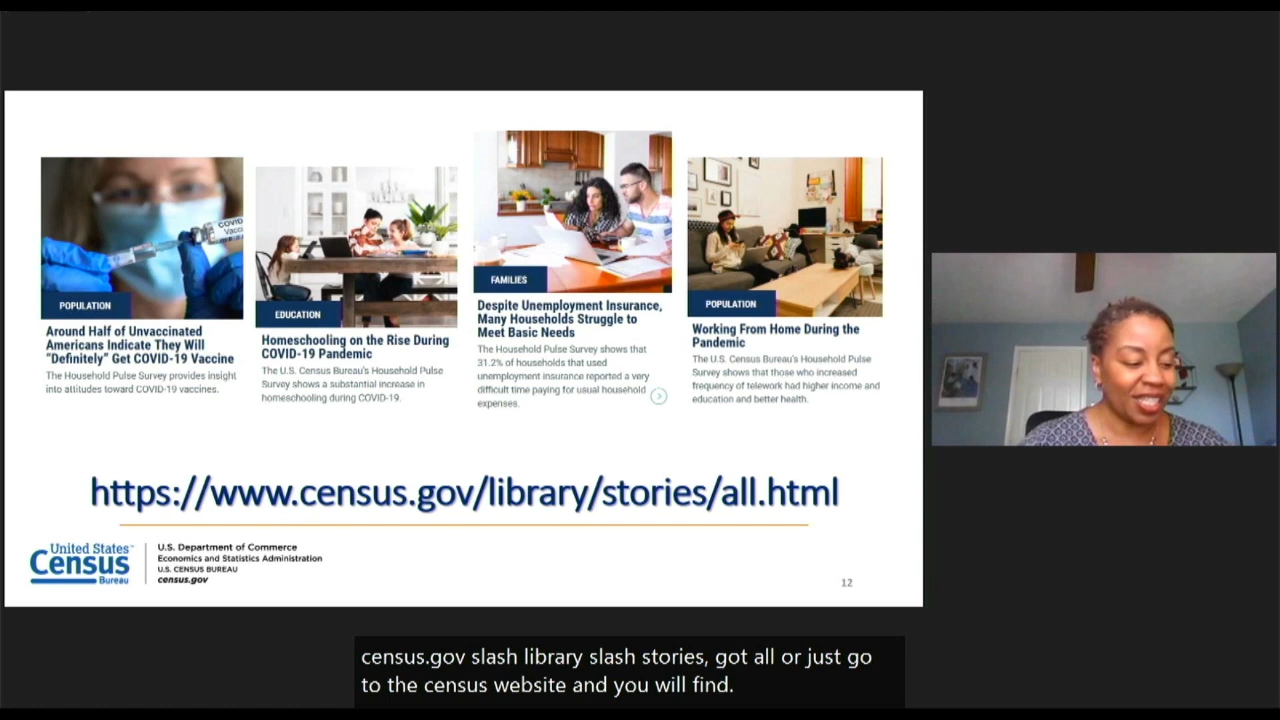 COVID
Vacc
POPULATION
Around Half of Unvaccinated
Americans Indicate They Will
“Definitely” Get COVID-19 Vaccine
The Household Pulse Survey provides insight
into attitudes toward COVID-19 vaccines.
EDUCATION
Homeschooling on the Rise During
COVID-19 Pandemic
The U.S. Census Bureau's Household Pulse
Survey shows a substantial increase in
homeschooling during COVID-19.
FAMILIES
Despite Unemployment Insurance,
Many Households Struggle to
Meet Basic Needs
The Household Pulse Survey shows that
31.2% of households that used
unemployment insurance reported a very
difficult time paying for usual household
expenses.
POPULATION
Working From Home During the
Pandemic
The U.S. Census Bureau's Household Pulse
Survey shows that those who increased
frequency of telework had higher income and
education and better health.
https://www.census.gov/library/stories/all.html
United States™
Census
Bureau
U.S. Department of Commerce
Economics and Statistics Administration
U.S. CENSUS BUREAU
census.gov
12
census.gov slash library slash stories, got all or just go
to the census website and you will find.